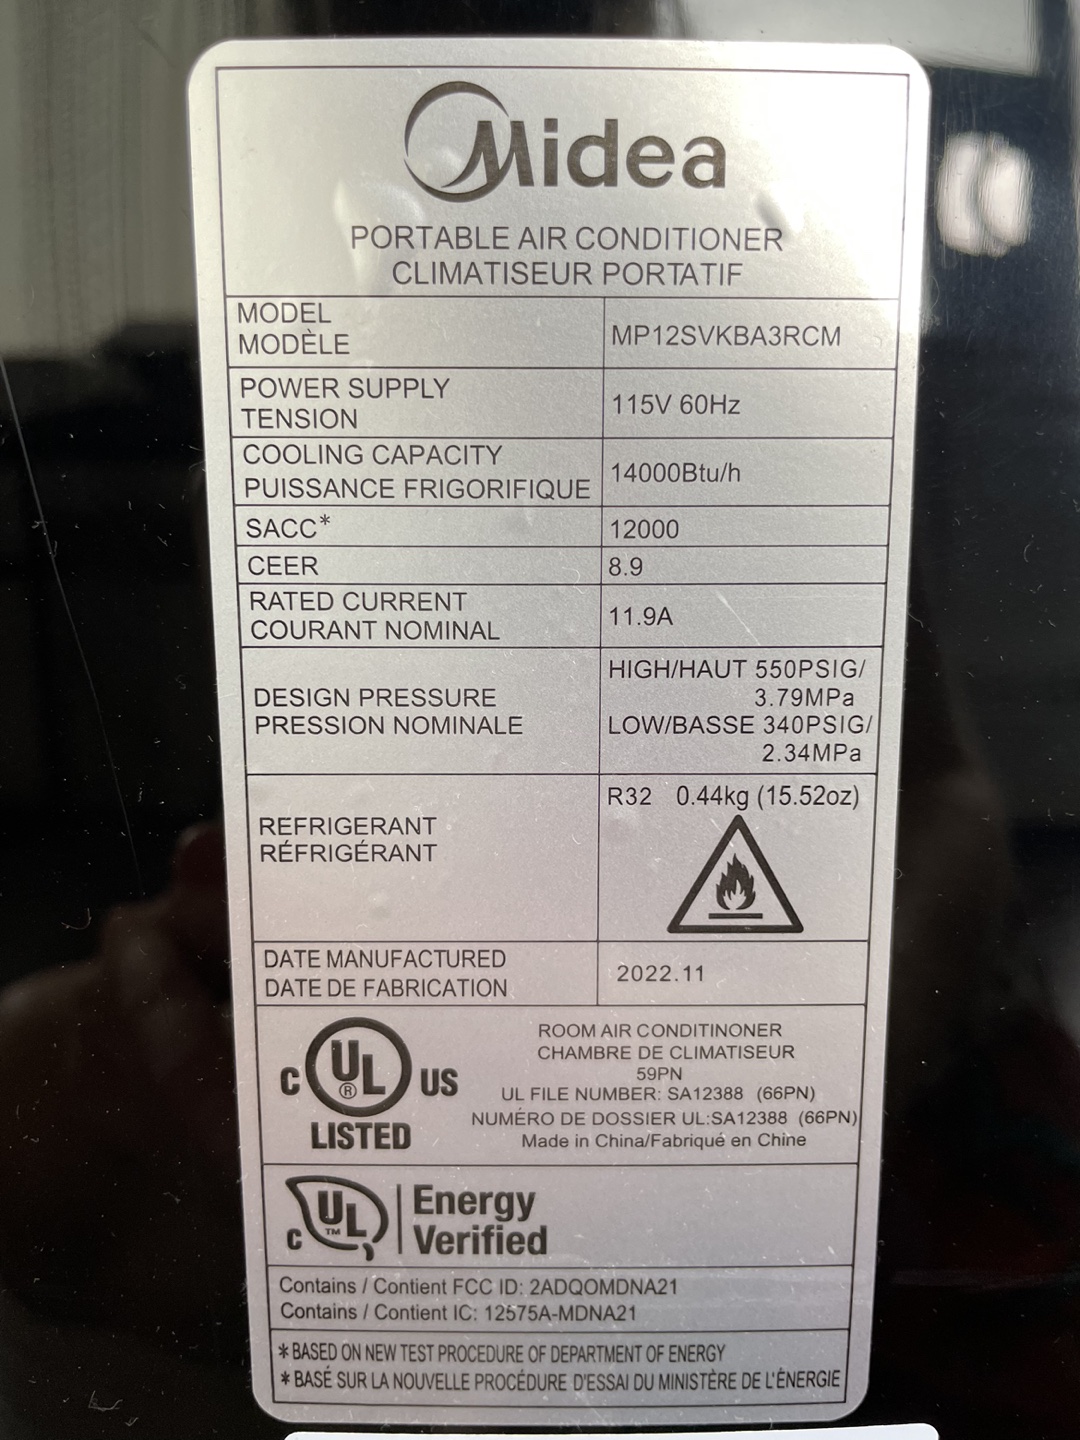 Midea
PORTABLE AIR CONDITIONER
CLIMATISEUR PORTATIF
MODEL
MODÈLE
MP12SVKBA3RCM
POWER SUPPLY
TENSION
115V 60Hz
COOLING CAPACITY
PUISSANCE FRIGORIFIQUE
14000Btu/h
SACC*
12000
CEER
8.9
RATED CURRENT
COURANT NOMINAL
11.9A
DESIGN PRESSURE
PRESSION NOMINALE
HIGH/HAUT 550PSIG/
3.79MPa
LOW/BASSE 340PSIG/
2.34MPa
REFRIGERANT
RÉFRIGÉRANT
R32 0.44kg (15.52oz)
DATE MANUFACTURED
DATE DE FABRICATION
2022.11
C UL ® US
LISTED
ROOM AIR CONDITINONER
CHAMBRE DE CLIMATISEUR
59PN
UL FILE NUMBER: SA12388 (66PN)
NUMÉRO DE DOSSIER UL:SA12388 (66PN)
Made in China/Fabriqué en Chine
C UL ™
Energy
Verified
Contains / Contient FCC ID: 2ADQOMDNA21
Contains / Contient IC: 12575A-MDNA21
*BASED ON NEW TEST PROCEDURE OF DEPARTMENT OF ENERGY
*BASÉ SUR LA NOUVELLE PROCÉDURE D'ESSAI DU MINISTÈRE DE L'ÉNERGIE